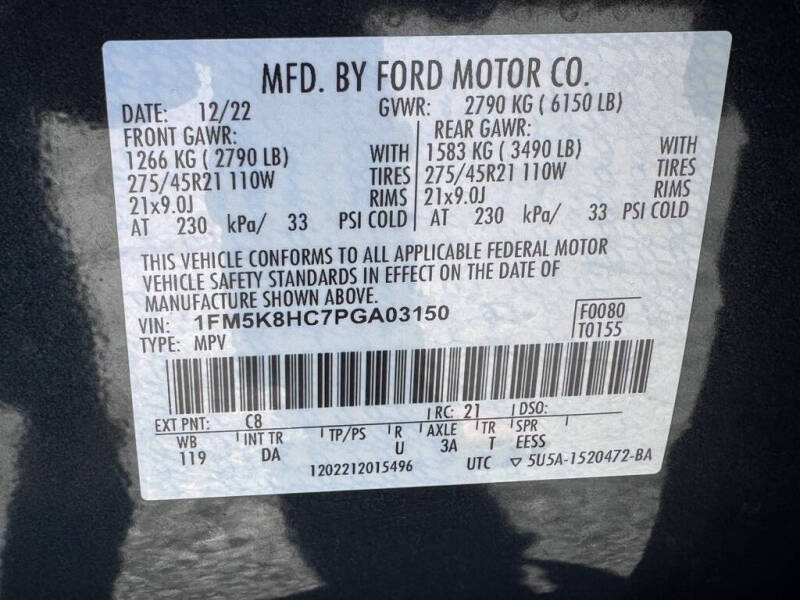 MFD. BY FORD MOTOR CO.
DATE: 12/22 GVWR: 2790 KG ( 6150 LB)
FRONT GAWR: REAR GAWR:
1266 KG ( 2790 LB) WITH 1583 KG ( 3490 LB) WITH
275/45R21 110W TIRES 275/45R21 110W TIRES
21x9.0J RIMS 21x9.0J RIMS
AT 230 kPa/ 33 PSI COLD AT 230 kPa/ 33 PSI COLD
THIS VEHICLE CONFORMS TO ALL APPLICABLE FEDERAL MOTOR
VEHICLE SAFETY STANDARDS IN EFFECT ON THE DATE OF
MANUFACTURE SHOWN ABOVE.
VIN: 1FM5K8HC7PGA03150 F0080
TYPE: MPV T0155
EXT PNT: C8 RC: 21 DSO:
WB INT TR TP/PS R AXLE TR SPR
119 DA U 3A T EESS
1202212015496 UTC ▽ 5U5A-1520472-BA